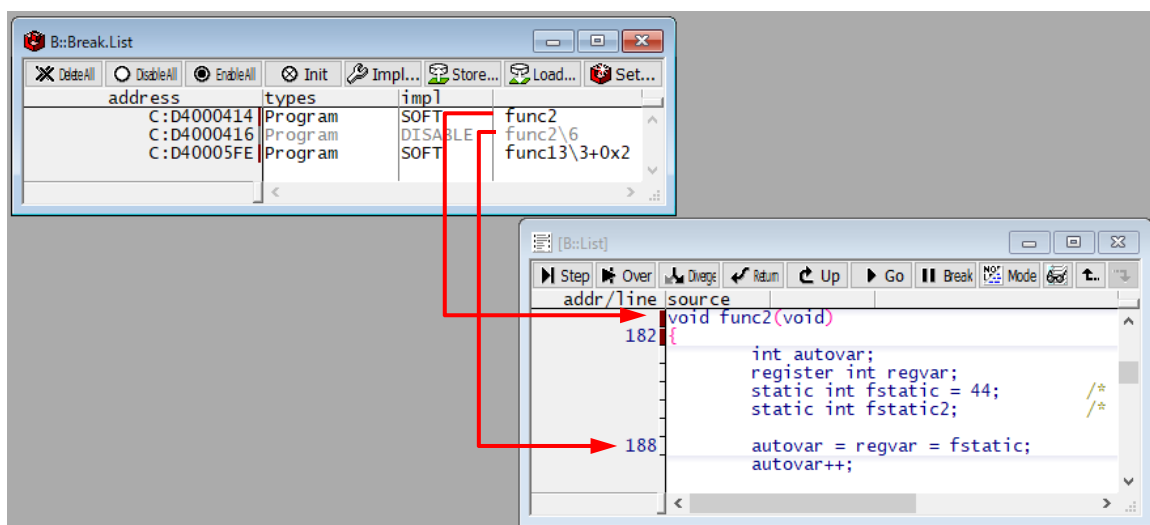 B::Break.List
DeleteAll DisableAll EnableAll Init Impl... Store... Load... Set...
address types impl
C:D4000414 Program SOFT func2
C:D4000416 Program DISABLE func2\6
C:D40005FE Program SOFT func13\3+0x2
[B::List]
Step Over Diverge Return Up Go Break Mode t..
addr/line source
void func2(void)
182 {
int autovar;
register int regvar;
static int fstatic = 44; /*
static int fstatic2; /*
188 autovar = regvar = fstatic;
autovar++;